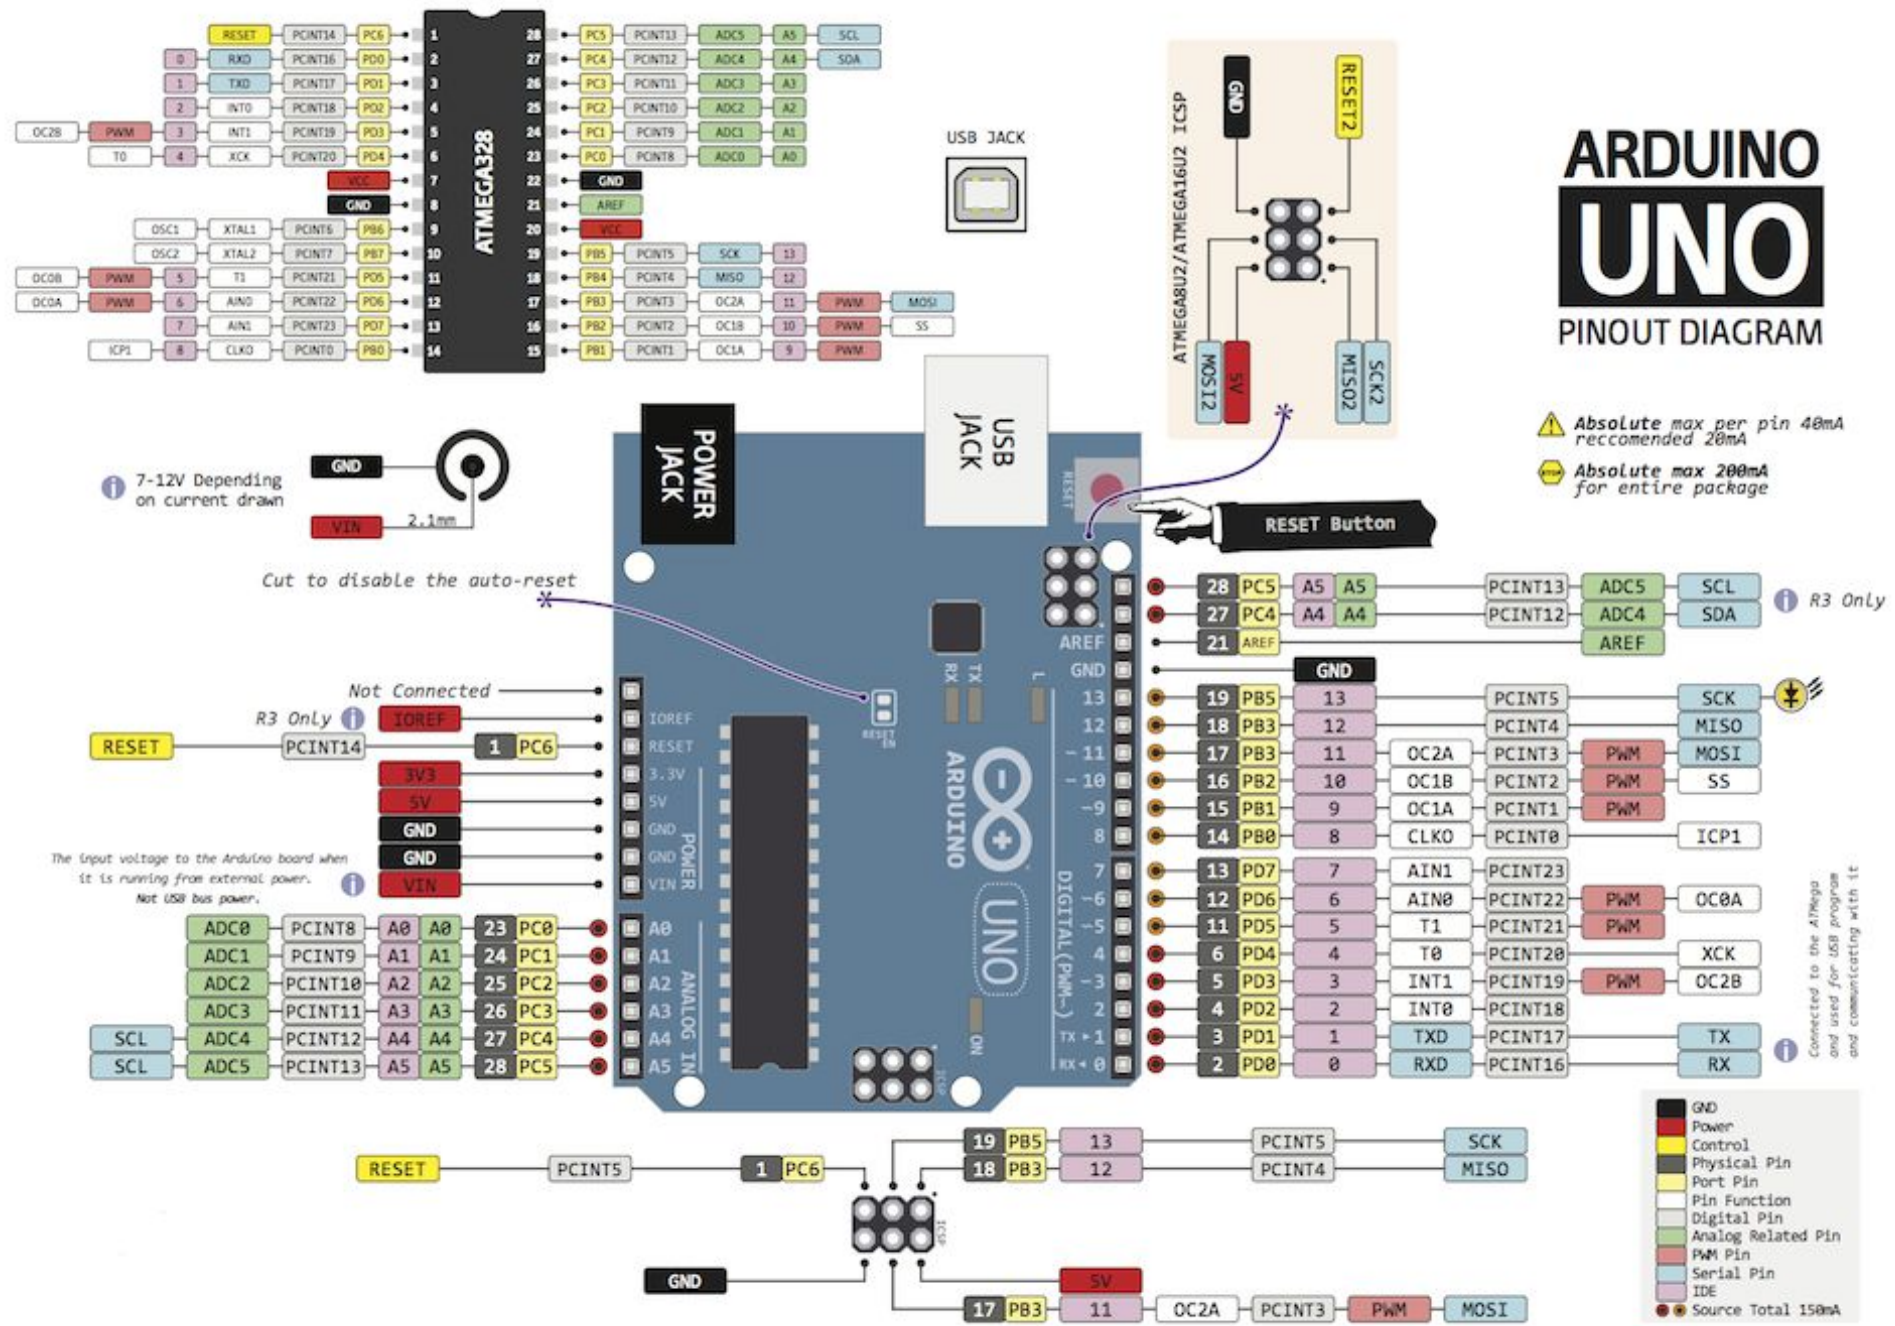 RESET PCINT14 PC6 1 28 PC5 PCINT13 ADC5 A5 SCL
0 RXD PCINT16 PD0 2 27 PC4 PCINT12 ADC4 A4 SDA
1 TXD PCINT17 PD1 3 26 PC3 PCINT11 ADC3 A3
2 INT0 PCINT18 PD2 4 25 PC2 PCINT10 ADC2 A2
OC2B PWM 3 INT1 PCINT19 PD3 5 24 PC1 PCINT9 ADC1 A1
T0 4 XCK PCINT20 PD4 6 23 PC0 PCINT8 ADC0 A0
VCC 7 22 GND
GND 8 21 AREF
OSC1 XTAL1 PCINT6 PB6 9 20 VCC
OSC2 XTAL2 PCINT7 PB7 10 19 PB5 PCINT5 SCK 13
OC0B PWM 5 T1 PCINT21 PD5 11 18 PB4 PCINT4 MISO 12
OC0A PWM 6 AIN0 PCINT22 PD6 12 17 PB3 PCINT3 OC2A 11 PWM MOSI
7 AIN1 PCINT23 PD7 13 16 PB2 PCINT2 OC1B 10 PWM SS
ICP1 8 CLKO PCINT0 PB0 14 15 PB1 PCINT1 OC1A 9 PWM
ATMEGA328
USB JACK
ATMEGA8U2/ATMEGA16U2 ICSP
GND
RESET2
MOSI2
5V
MISO2
SCK2
ARDUINO
UNO
PINOUT DIAGRAM
Absolute max per pin 40mA
reccomended 20mA
STOP
Absolute max 200mA
for entire package
7-12V Depending
on current drawn
GND
VIN
2.1mm
POWER
JACK
USB
JACK
RESET
RESET Button
Cut to disable the auto-reset
Not Connected
R3 Only IOREF
RESET PCINT14 1 PC6
3V3
5V
GND
GND
VIN
The input voltage to the Arduino board when
it is running from external power.
Not USB bus power.
ADC0 PCINT8 A0 A0 23 PC0
ADC1 PCINT9 A1 A1 24 PC1
ADC2 PCINT10 A2 A2 25 PC2
ADC3 PCINT11 A3 A3 26 PC3
SCL ADC4 PCINT12 A4 A4 27 PC4
SCL ADC5 PCINT13 A5 A5 28 PC5
IOREF
RESET
3.3V
5V
GND
GND
VIN
POWER
A0
A1
A2
A3
A4
A5
ANALOG IN
RESET
EN
RX
TX
L
ARDUINO
UNO
ON
ICSP
AREF
GND
13
12
~11
~10
~9
8
7
~6
~5
4
~3
2
TX 1
RX 0
DIGITAL(PWM~)
28 PC5 A5 A5 PCINT13 ADC5 SCL
27 PC4 A4 A4 PCINT12 ADC4 SDA
R3 Only
21 AREF AREF
GND
19 PB5 13 PCINT5 SCK
18 PB3 12 PCINT4 MISO
17 PB3 11 OC2A PCINT3 PWM MOSI
16 PB2 10 OC1B PCINT2 PWM SS
15 PB1 9 OC1A PCINT1 PWM
14 PB0 8 CLKO PCINT0 ICP1
13 PD7 7 AIN1 PCINT23
12 PD6 6 AIN0 PCINT22 PWM OC0A
11 PD5 5 T1 PCINT21 PWM
6 PD4 4 T0 PCINT20 XCK
5 PD3 3 INT1 PCINT19 PWM OC2B
4 PD2 2 INT0 PCINT18
3 PD1 1 TXD PCINT17 TX
2 PD0 0 RXD PCINT16 RX
Connected to the ATMega
and used for USB program
and communicating with it
RESET PCINT5 1 PC6
19 PB5 13 PCINT5 SCK
18 PB3 12 PCINT4 MISO
ICSP
GND
5V
17 PB3 11 OC2A PCINT3 PWM MOSI
GND
Power
Control
Physical Pin
Port Pin
Pin Function
Digital Pin
Analog Related Pin
PWM Pin
Serial Pin
IDE
Source Total 150mA